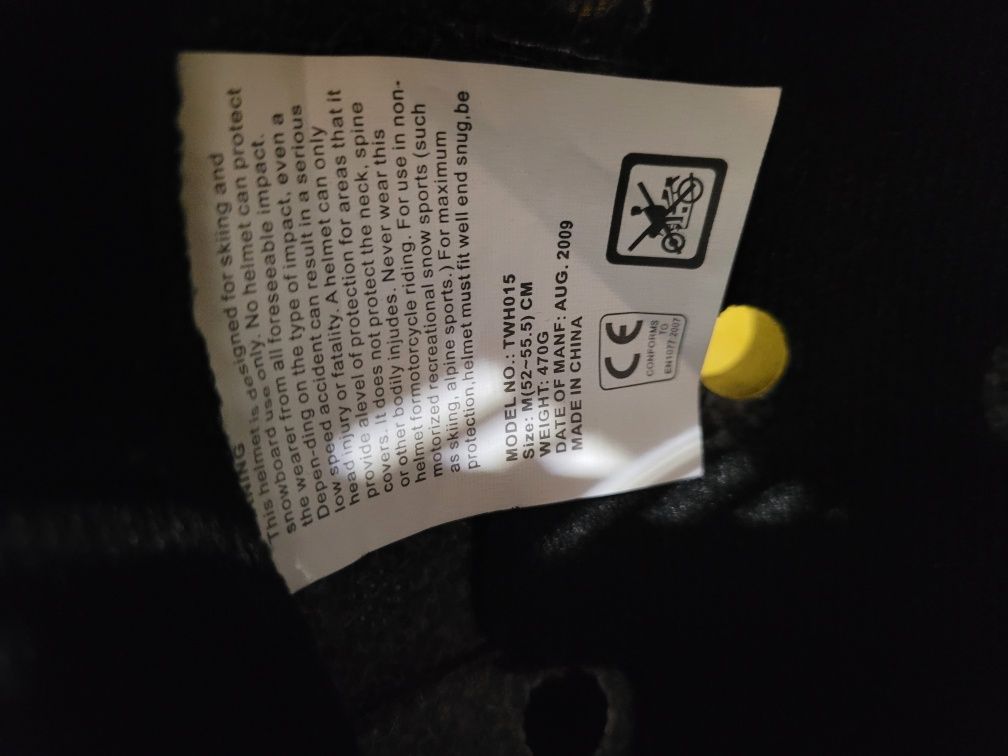 WARNING
This helmet is designed for skiing and
snowboard use only. No helmet can protect
the wearer from all foreseeable impact.
Depen-ding on the type of impact, even a
low speed accident can result in a serious
head injury or fatality. A helmet can only
provide alevel of protection for areas that it
covers. It does not protect the neck, spine
or other bodily injudes. Never wear this
helmet formotorcycle riding. For use in non-
motorized recreational snow sports (such
as skiing, alpine sports.) For maximum
protection,helmet must fit well end snug,be
MODEL NO.: TWH015
Size: M(52~55.5) CM
WEIGHT: 470G
DATE OF MANF: AUG. 2009
MADE IN CHINA
CE
CONFORMS
TO
EN1077:2007